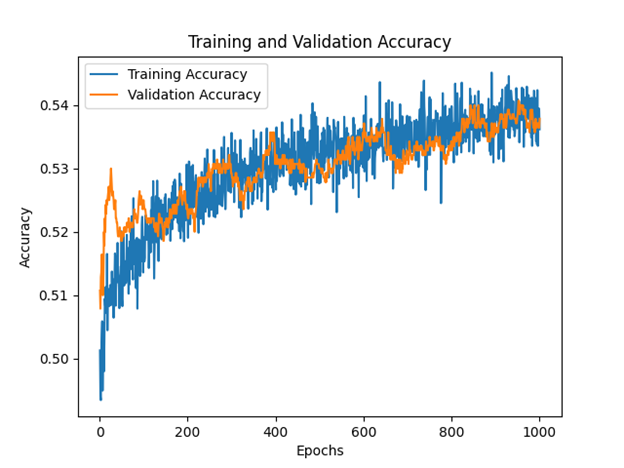 Training and Validation Accuracy
Training Accuracy
Validation Accuracy
0.54
0.53
0.52
0.51
0.50
Accuracy
0 200 400 600 800 1000
Epochs